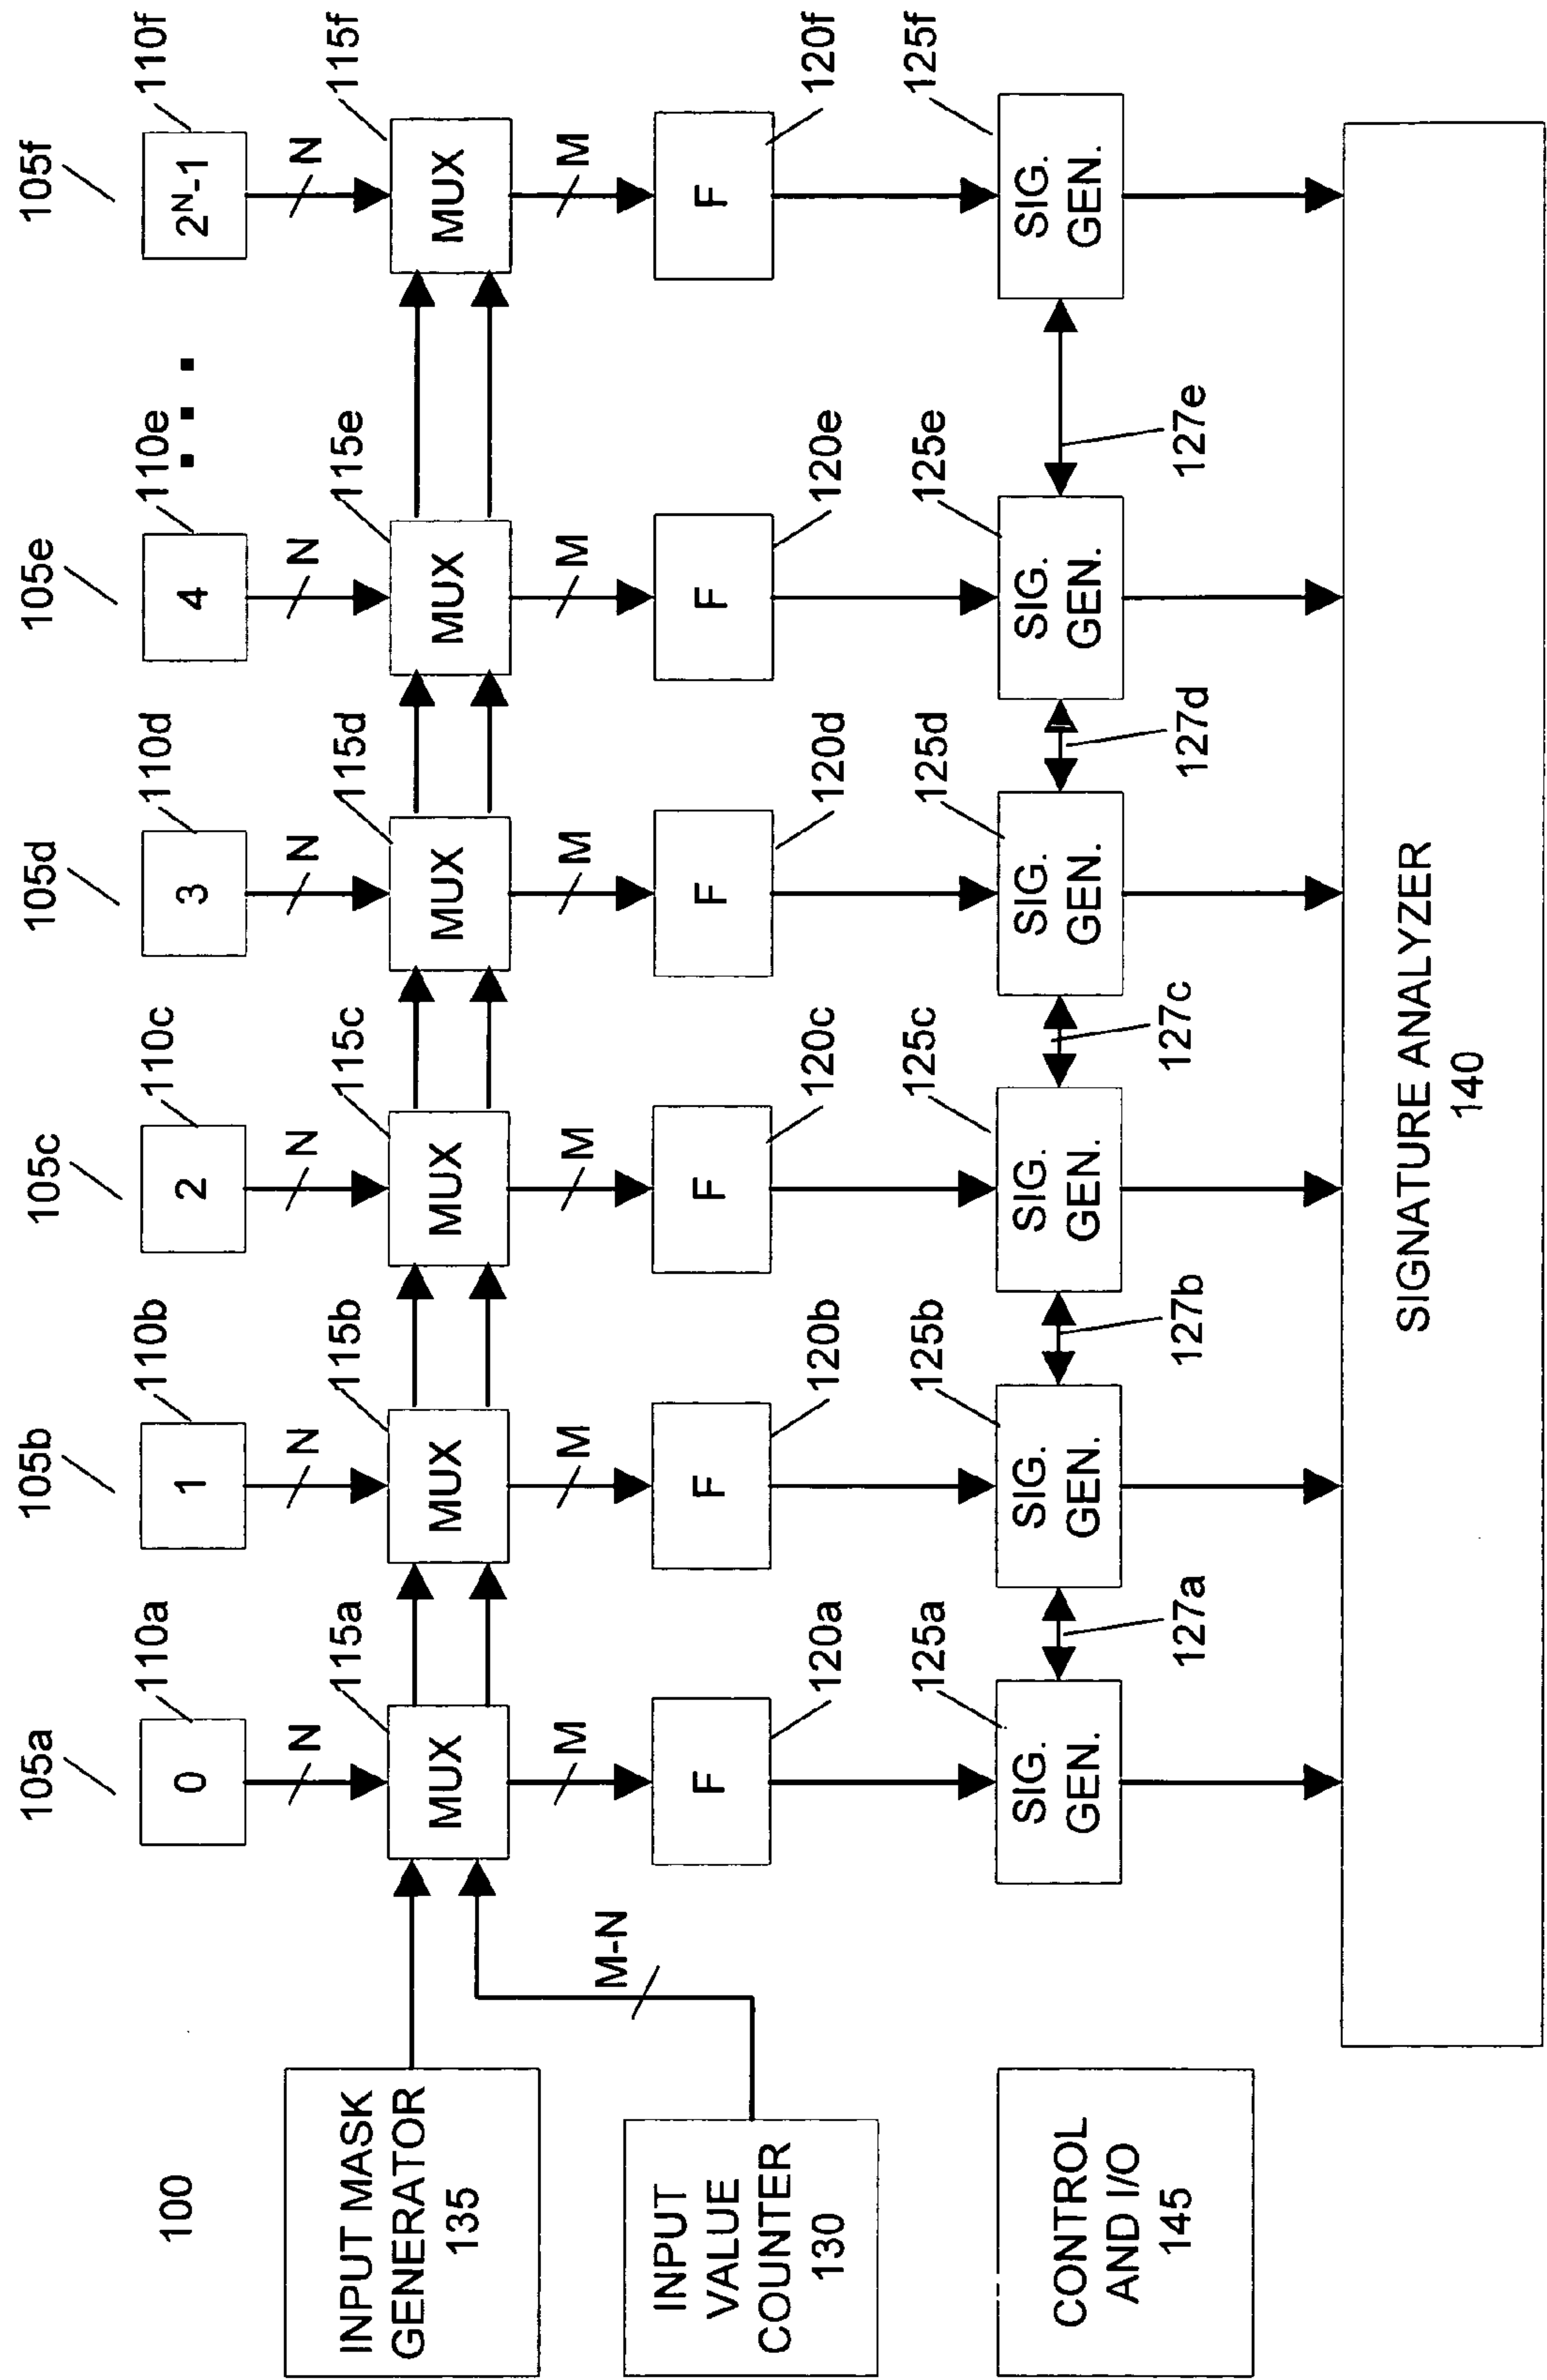 100
105a
105b
105c
105d
105e
105f
0
110a
1
110b
2
110c
3
110d
4
110e
2ᴺ-1
110f
N
N
N
N
N
N
INPUT MASK
GENERATOR
135
MUX
115a
MUX
115b
MUX
115c
MUX
115d
MUX
115e
MUX
115f
M-N
M
M
M
M
M
M
INPUT
VALUE
COUNTER
130
F
120a
F
120b
F
120c
F
120d
F
120e
F
120f
CONTROL
AND I/O
145
SIG.
GEN.
125a
SIG.
GEN.
125b
SIG.
GEN.
125c
SIG.
GEN.
125d
SIG.
GEN.
125e
SIG.
GEN.
125f
127a
127b
127c
127d
127e
SIGNATURE ANALYZER
140